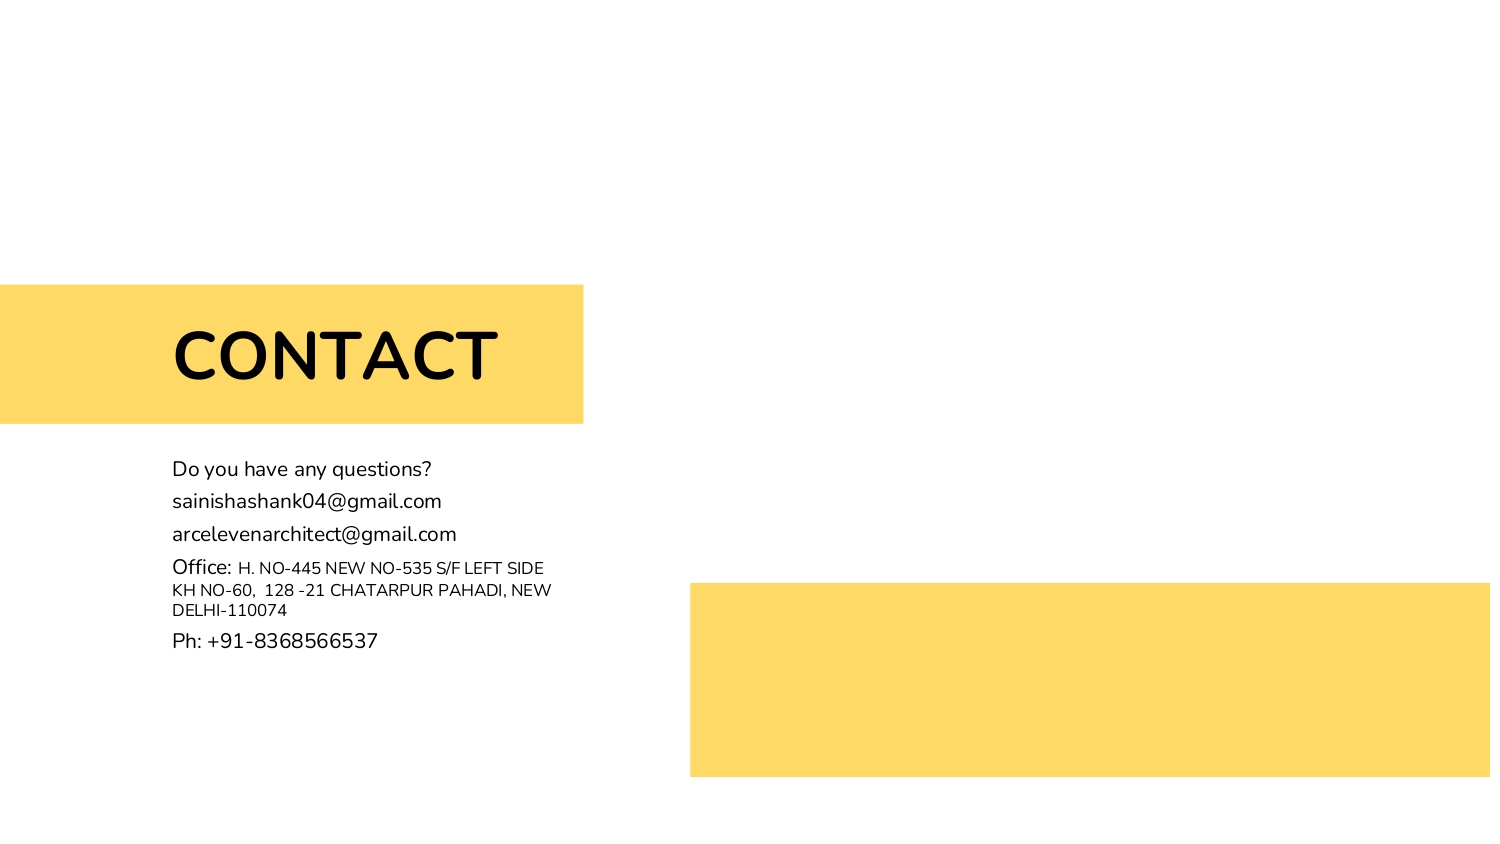 CONTACT
Do you have any questions?
sainishashank04@gmail.com
arcelevenarchitect@gmail.com
Office: H. NO-445 NEW NO-535 S/F LEFT SIDE
KH NO-60,  128 -21 CHATARPUR PAHADI, NEW
DELHI-110074
Ph: +91-8368566537